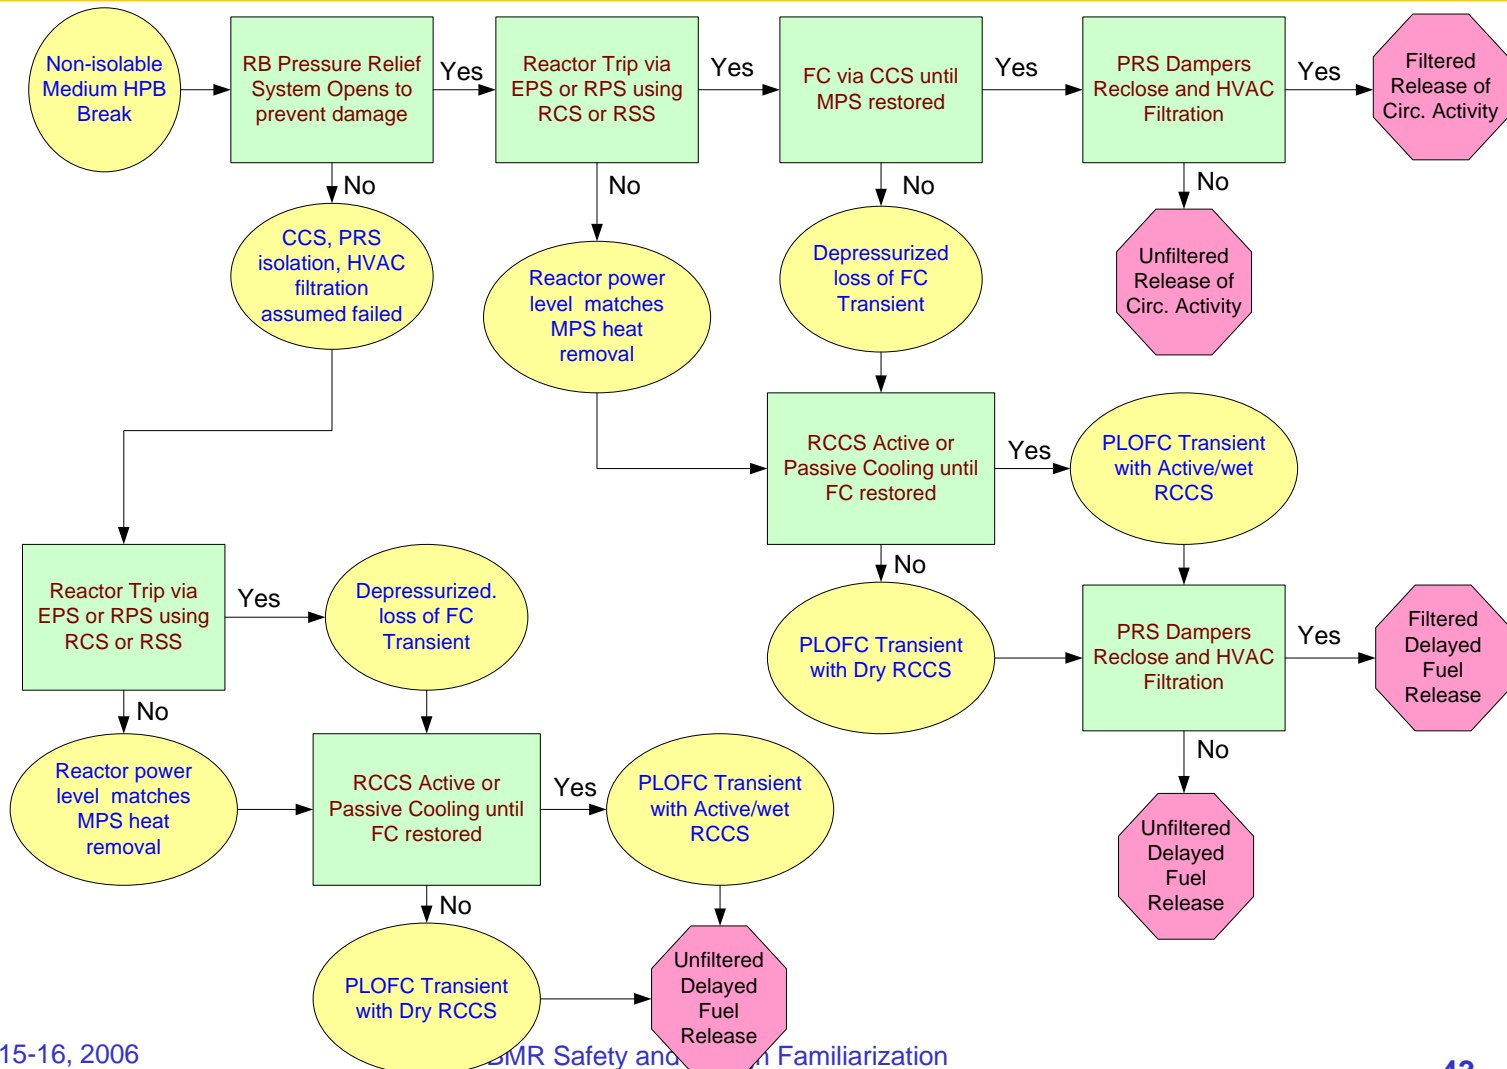 Non-isolable
Medium HPB
Break
RB Pressure Relief
System Opens to
prevent damage
Yes
Reactor Trip via
EPS or RPS using
RCS or RSS
Yes
FC via CCS until
MPS restored
Yes
PRS Dampers
Reclose and HVAC
Filtration
Yes
Filtered
Release of
Circ. Activity
No
No
No
No
CCS, PRS
isolation, HVAC
filtration
assumed failed
Reactor power
level matches
MPS heat
removal
Depressurized
loss of FC
Transient
Unfiltered
Release of
Circ. Activity
RCCS Active or
Passive Cooling until
FC restored
Yes
PLOFC Transient
with Active/wet
RCCS
No
Reactor Trip via
EPS or RPS using
RCS or RSS
Yes
Depressurized.
loss of FC
Transient
PLOFC Transient
with Dry RCCS
PRS Dampers
Reclose and HVAC
Filtration
Yes
Filtered
Delayed
Fuel
Release
No
No
Reactor power
level matches
MPS heat
removal
RCCS Active or
Passive Cooling until
FC restored
Yes
PLOFC Transient
with Active/wet
RCCS
Unfiltered
Delayed
Fuel
Release
No
PLOFC Transient
with Dry RCCS
Unfiltered
Delayed
Fuel
Release
15-16, 2006
BMR Safety and Familiarization